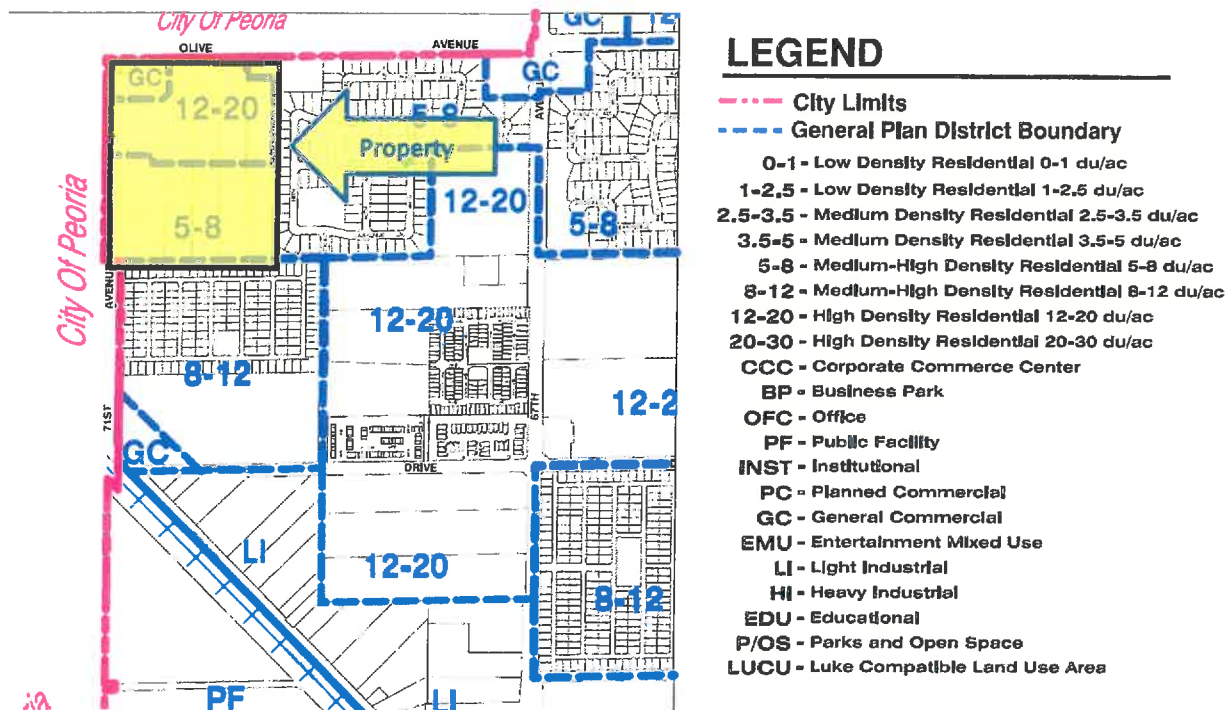 City Of Peoria
OLIVE
AVENUE
GC
12-20
5-8
GC
12-
GC
AVE
5-8
Property
12-20
5-8
City Of Peoria
AVENUE
12-20
8-12
71ST
67TH
12-2
GC
DRIVE
LI
12-20
8-12
PF
LI
LEGEND
City Limits
General Plan District Boundary
0-1 - Low Density Residential 0-1 du/ac
1-2.5 - Low Density Residential 1-2.5 du/ac
2.5-3.5 - Medium Density Residential 2.5-3.5 du/ac
3.5-5 - Medium Density Residential 3.5-5 du/ac
5-8 - Medium-High Density Residential 5-8 du/ac
8-12 - Medium-High Density Residential 8-12 du/ac
12-20 - High Density Residential 12-20 du/ac
20-30 - High Density Residential 20-30 du/ac
CCC - Corporate Commerce Center
BP - Business Park
OFC - Office
PF - Public Facility
INST - Institutional
PC - Planned Commercial
GC - General Commercial
EMU - Entertainment Mixed Use
LI - Light Industrial
HI - Heavy Industrial
EDU - Educational
P/OS - Parks and Open Space
LUCU - Luke Compatible Land Use Area